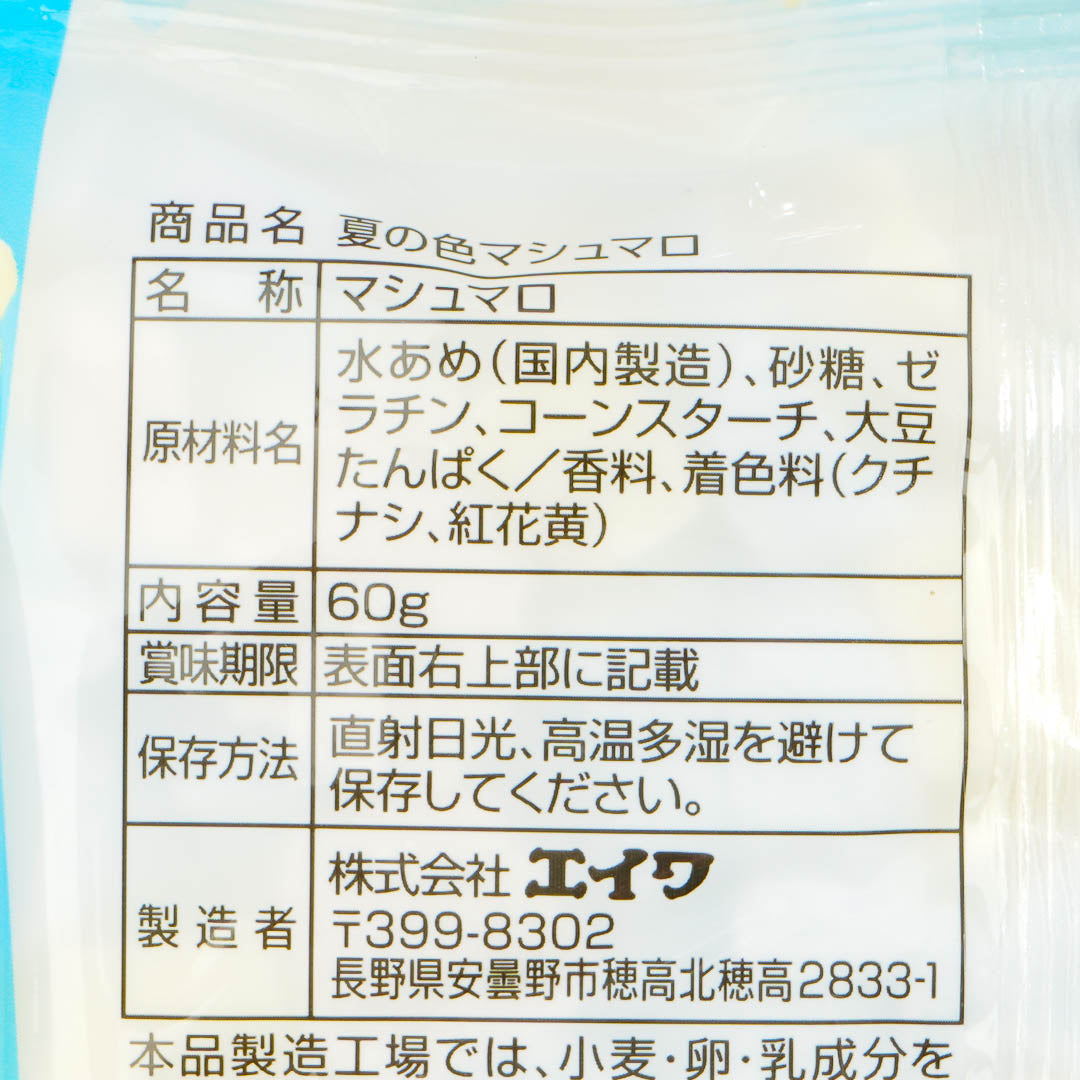 商品名 夏の色マシュマロ
名称 マシュマロ
原材料名 水あめ(国内製造)、砂糖、ゼ
ラチン、コーンスターチ、大豆
たんぱく/香料、着色料(クチ
ナシ、紅花黄)
内容量 60g
賞味期限 表面右上部に記載
保存方法 直射日光、高温多湿を避けて
保存してください。
製造者 株式会社 エイワ
〒399-8302
長野県安曇野市穂高北穂高2833-1
本品製造工場では、小麦・卵・乳成分を